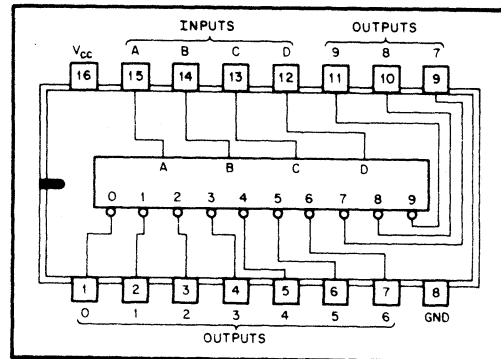 INPUTS OUTPUTS
VCC A B C D 9 8 7
16 15 14 13 12 11 10 9
A B C D
0 1 2 3 4 5 6 7 8 9
1 2 3 4 5 6 7 8
0 1 2 3 4 5 6 GND
OUTPUTS